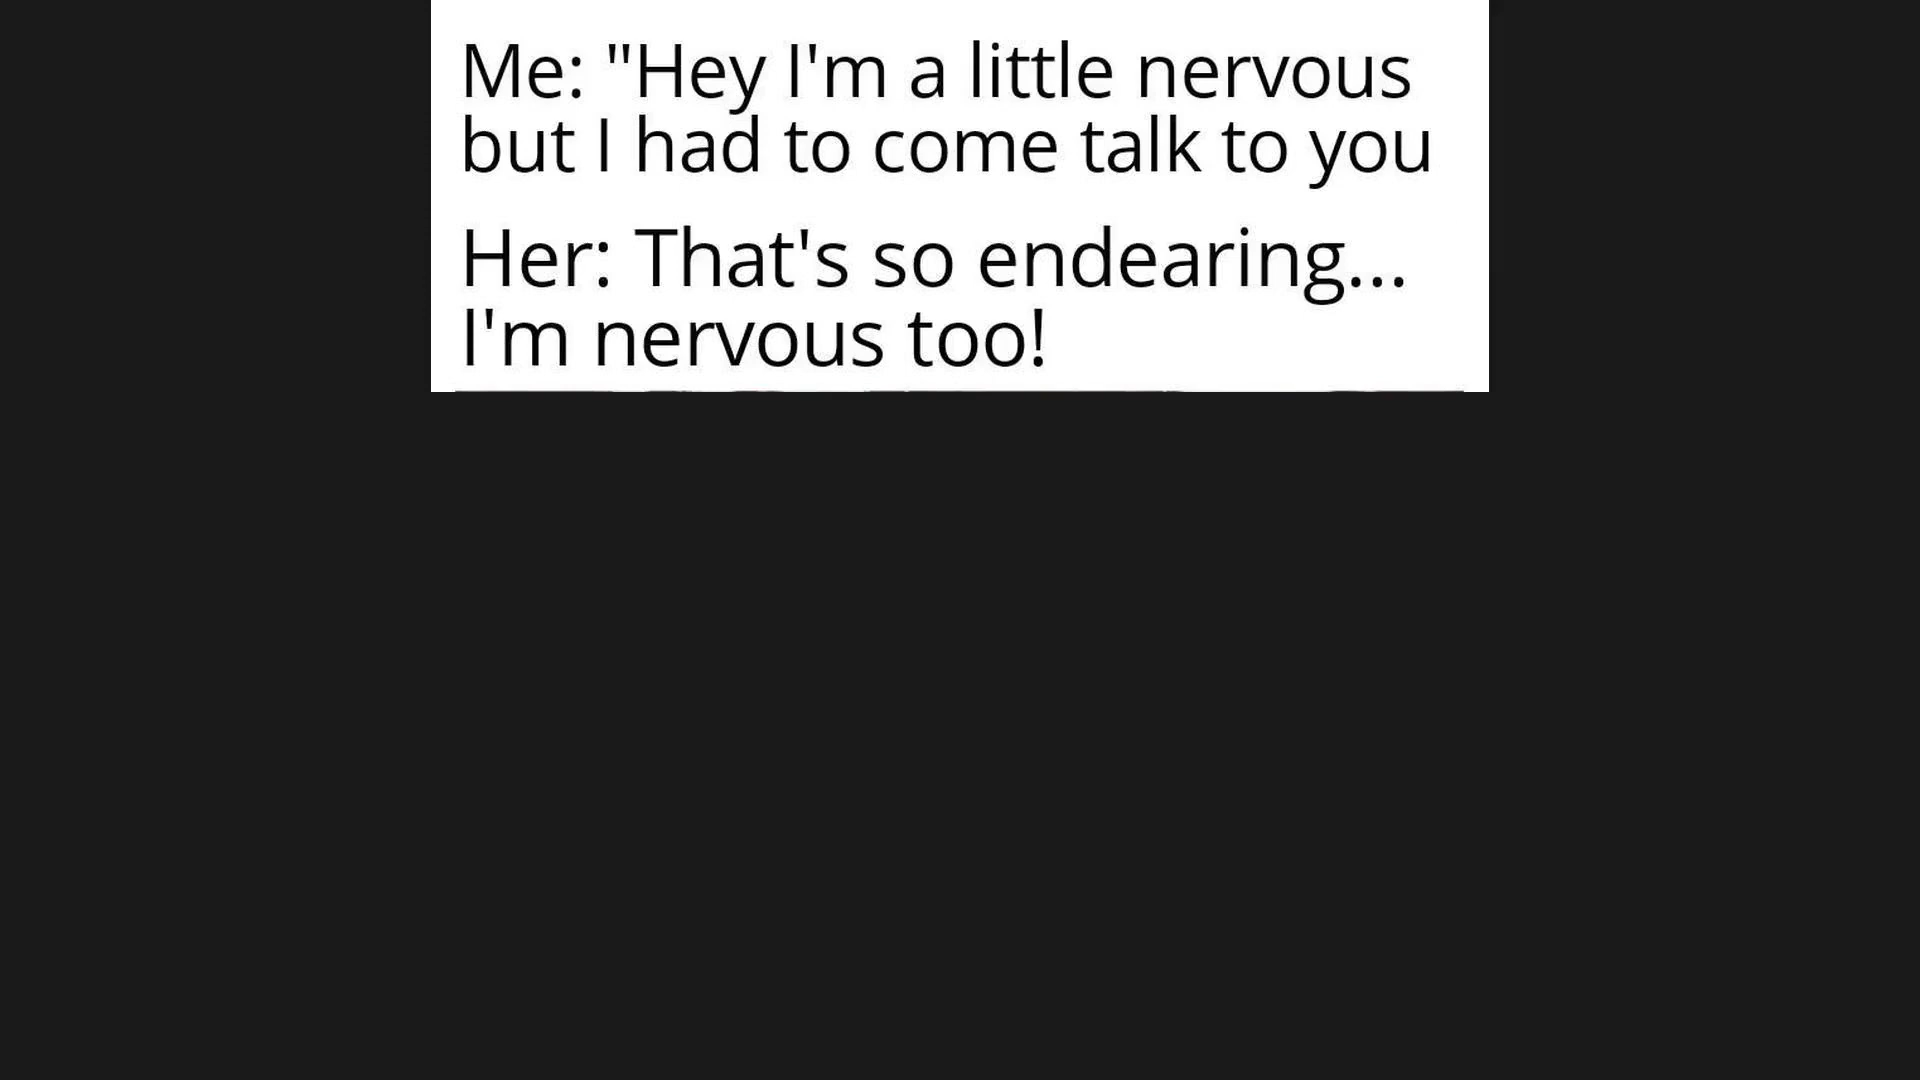 Me: "Hey I'm a little nervous
but I had to come talk to you
Her: That's so endearing...
I'm nervous too!